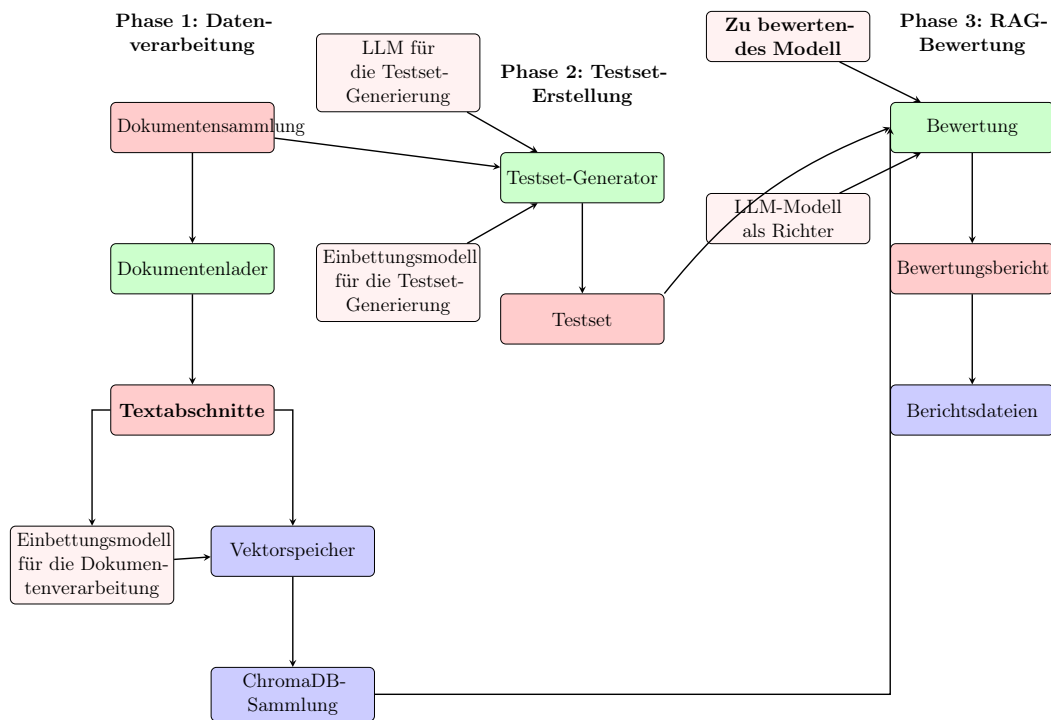 Phase 1: Daten-
verarbeitung
LLM für
die Testset-
Generierung
Phase 2: Testset-
Erstellung
Zu bewerten-
des Modell
Phase 3: RAG-
Bewertung
Dokumentensammlung
Testset-Generator
Bewertung
LLM-Modell
als Richter
Dokumentenlader
Einbettungsmodell
für die Testset-
Generierung
Testset
Bewertungsbericht
Textabschnitte
Berichtsdateien
Einbettungsmodell
für die Dokumen-
tenverarbeitung
Vektorspeicher
ChromaDB-
Sammlung